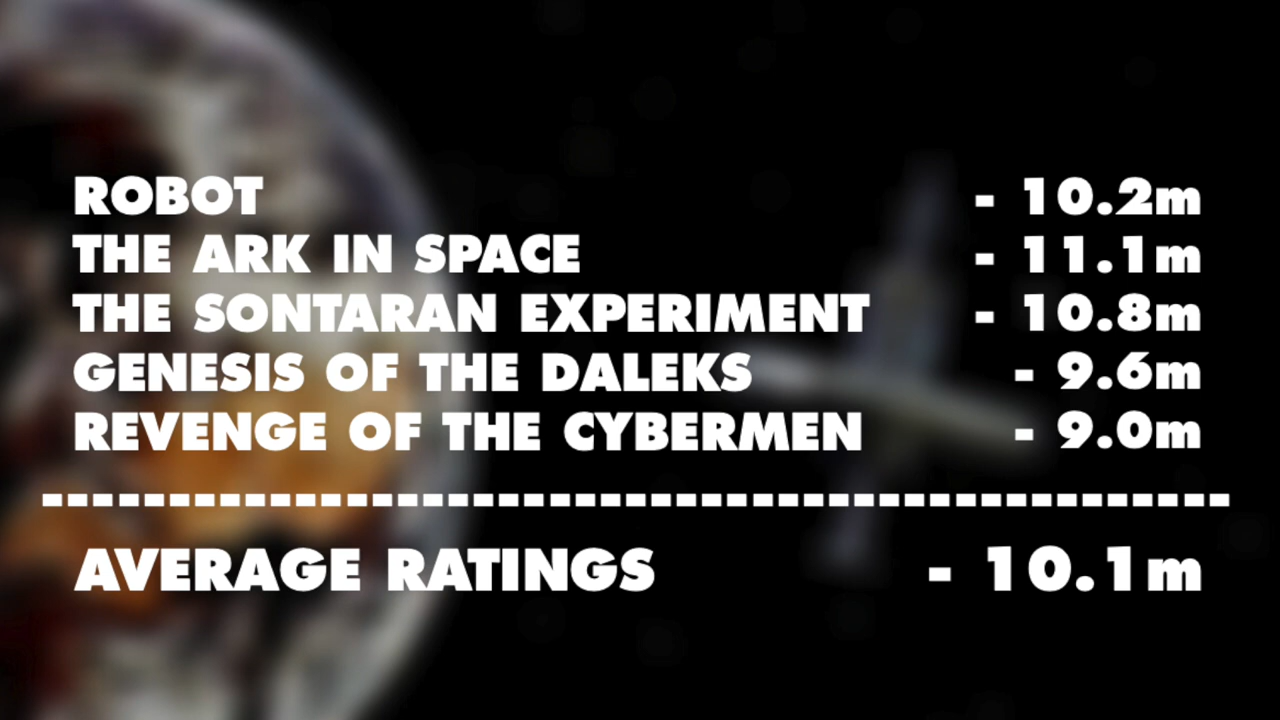 ROBOT - 10.2m
THE ARK IN SPACE - 11.1m
THE SONTARAN EXPERIMENT - 10.8m
GENESIS OF THE DALEKS - 9.6m
REVENGE OF THE CYBERMEN - 9.0m
-----------------------------------------------
AVERAGE RATINGS - 10.1m